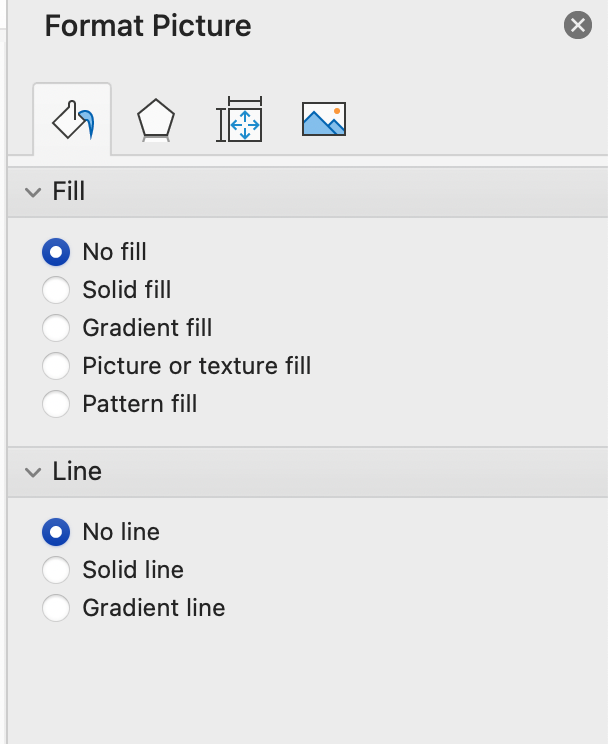 Format Picture
Fill
No fill
Solid fill
Gradient fill
Picture or texture fill
Pattern fill
Line
No line
Solid line
Gradient line